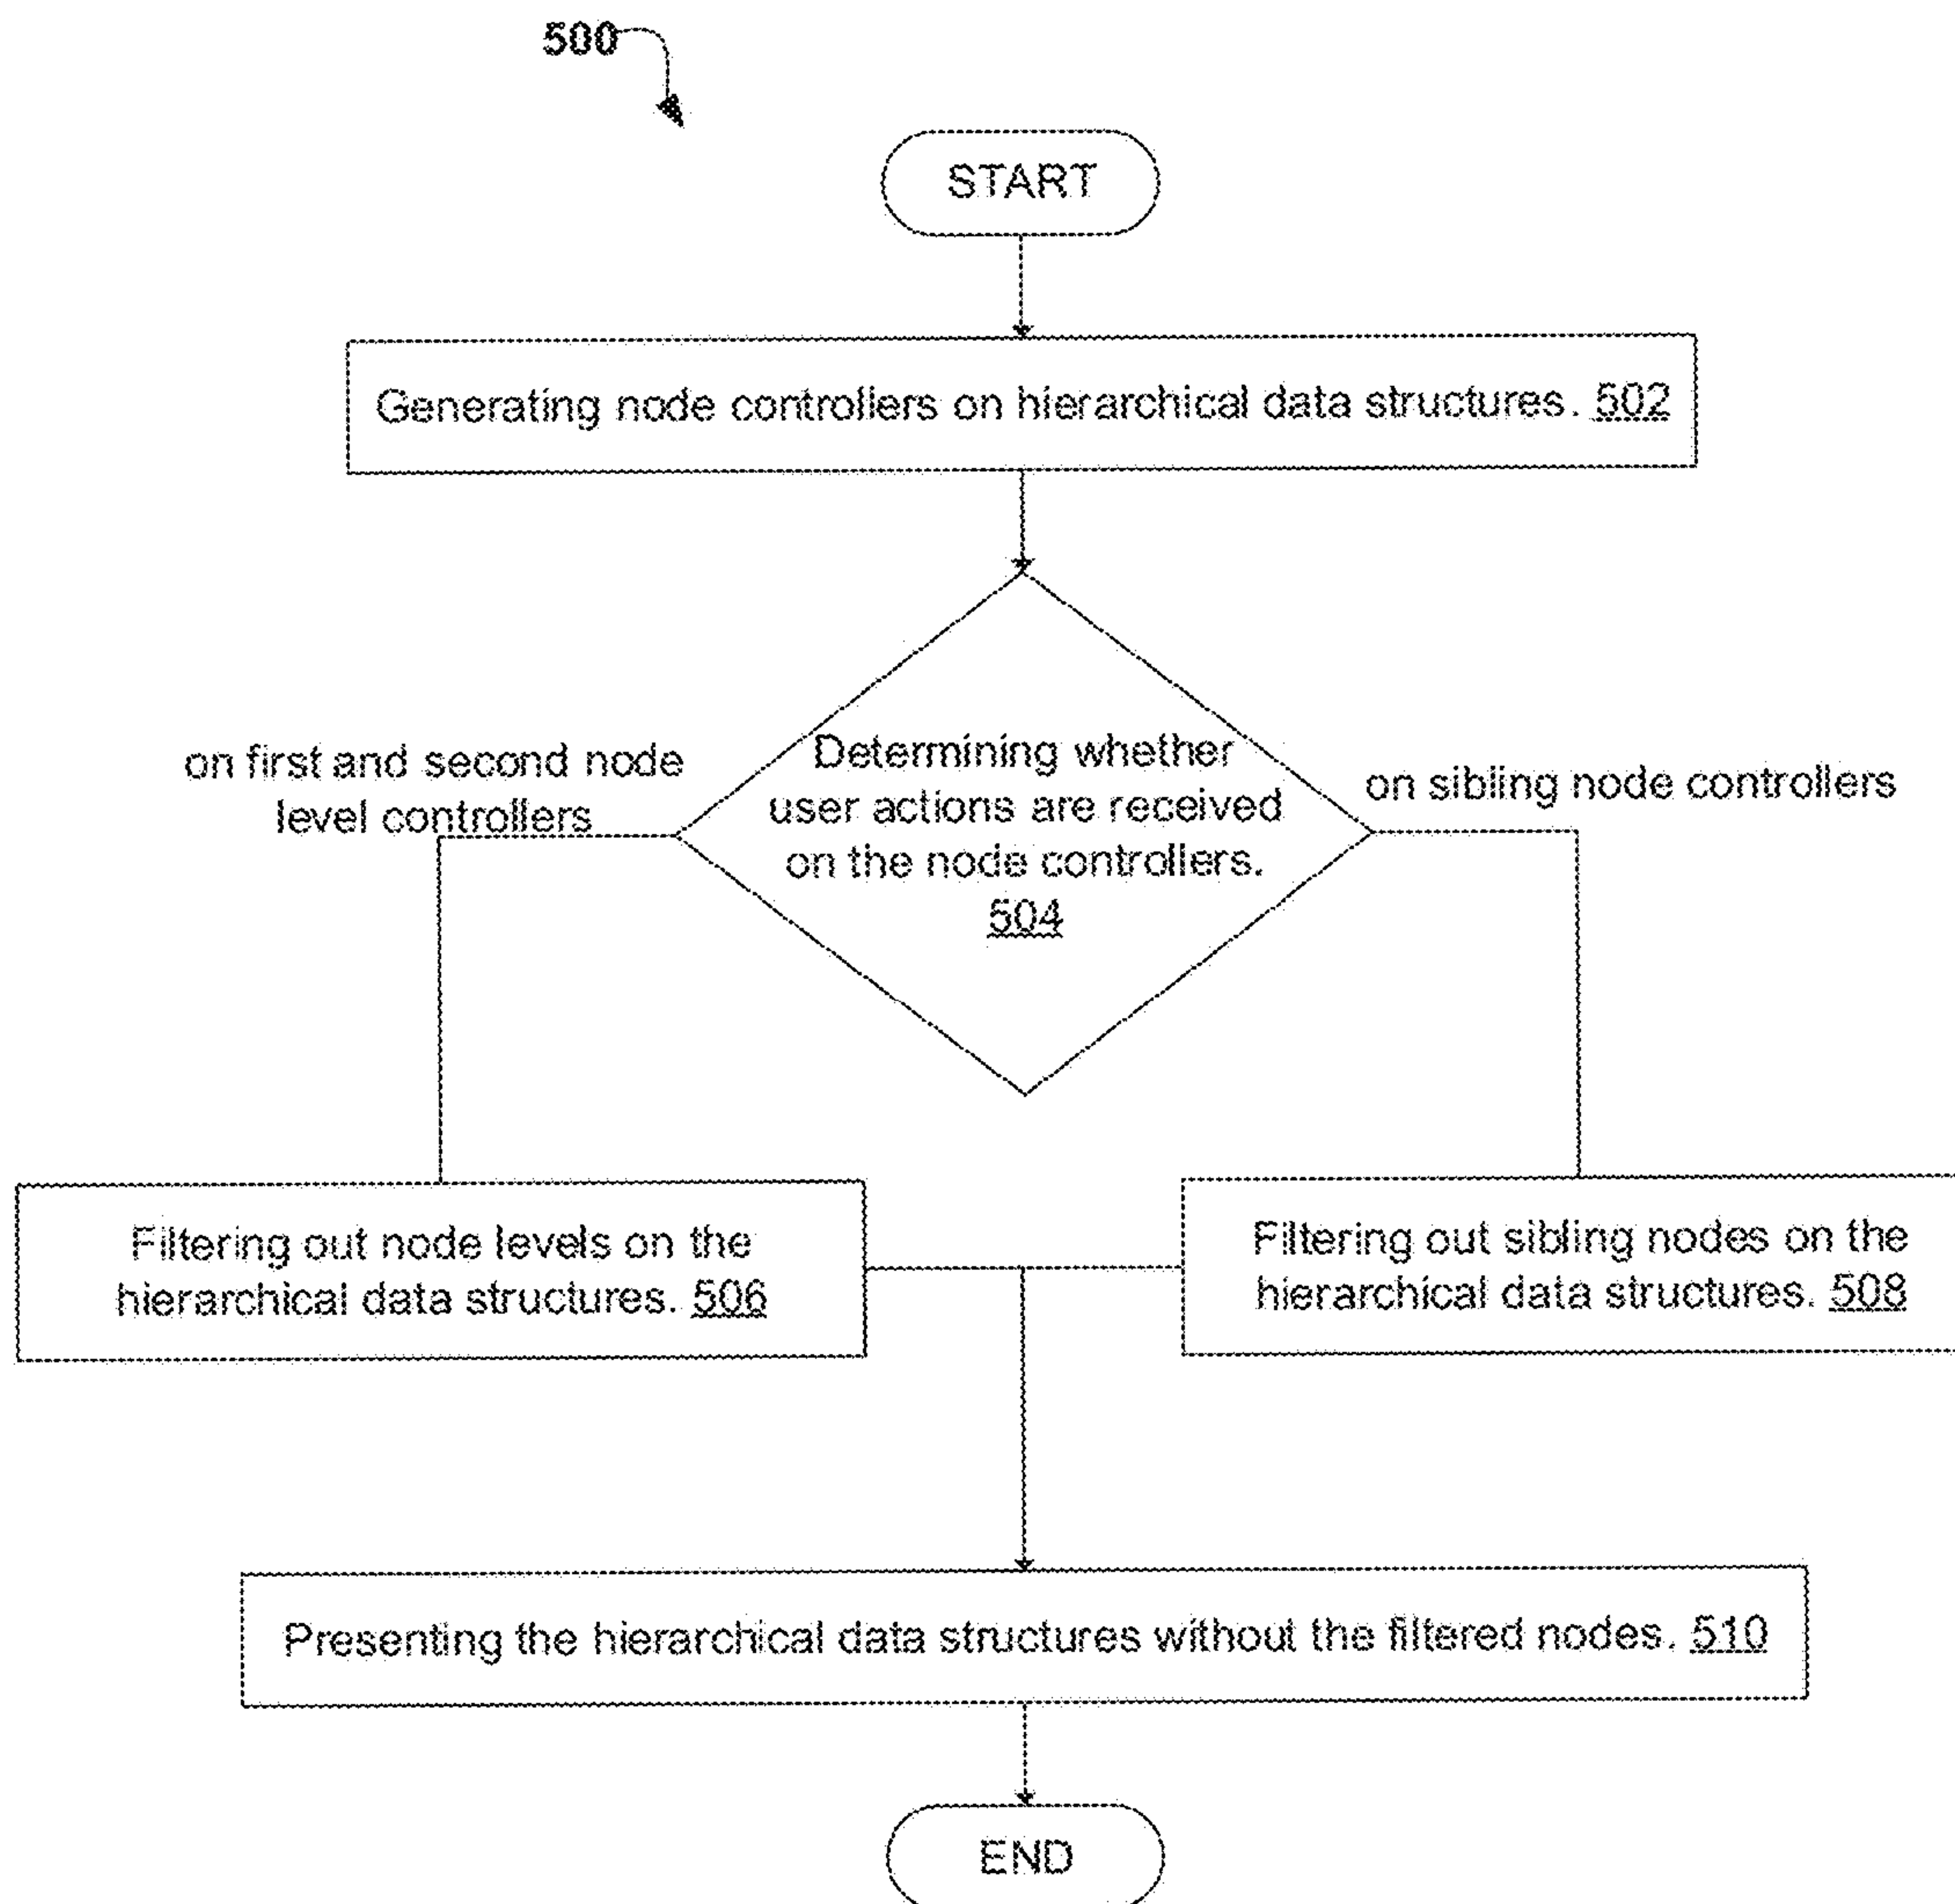 500
START
Generating node controllers on hierarchical data structures. 502
on first and second node
level controllers
Determining whether
user actions are received
on the node controllers.
504
on sibling node controllers
Filtering out node levels on the
hierarchical data structures. 506
Filtering out sibling nodes on the
hierarchical data structures. 508
Presenting the hierarchical data structures without the filtered nodes. 510
END